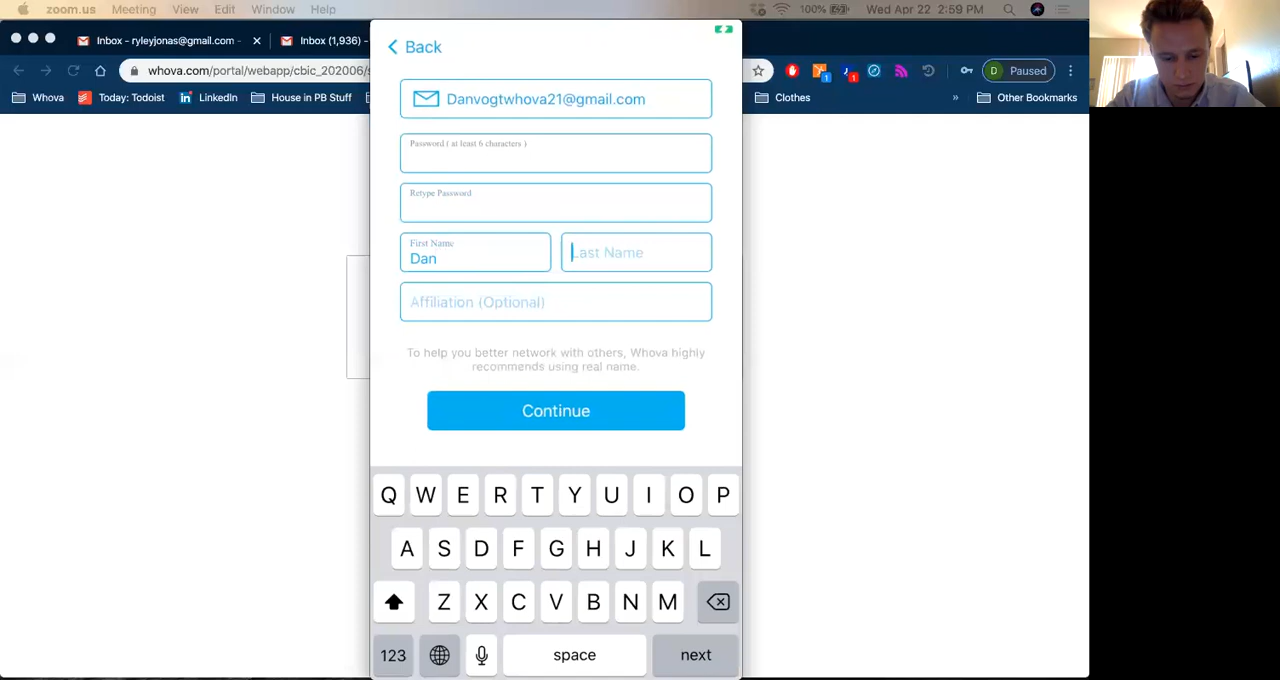 zoom.us Meeting View Edit Window Help 100% Wed Apr 22 2:59 PM
Inbox - ryleyjonas@gmail.com - Inbox (1,936) -
whova.com/portal/webapp/cbic_202006/s 1 1 D Paused
Whova Today: Todoist LinkedIn House in PB Stuff Clothes » Other Bookmarks
Back
Danvogtwhova21@gmail.com
Password ( at least 6 characters )
Retype Password
First Name
Dan Last Name
Affiliation (Optional)
To help you better network with others, Whova highly
recommends using real name.
Continue
Q W E R T Y U I O P
A S D F G H J K L
Z X C V B N M
123 space next